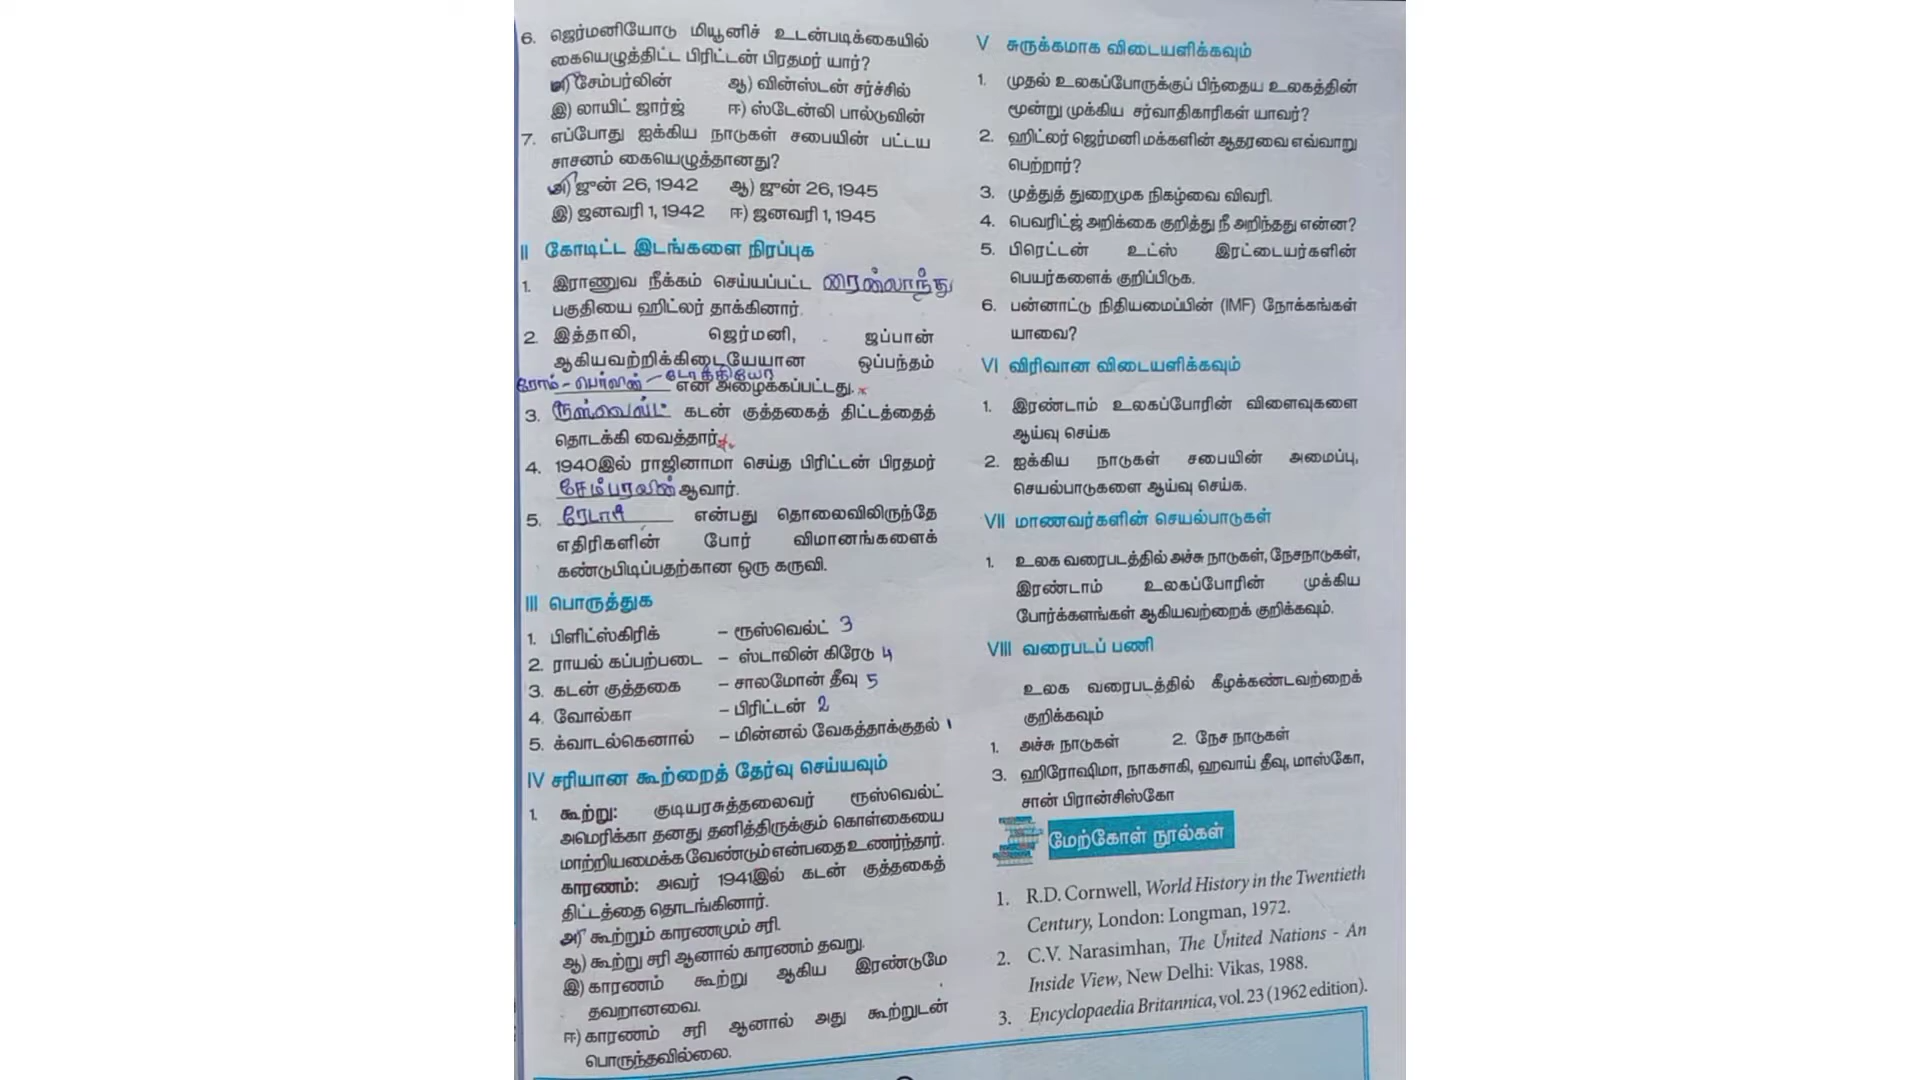 6. ஜெர்மனியோடு மியூனிச் உடன்படிக்கையில்
கையெழுத்திட்ட பிரிட்டன் பிரதமர் யார்?
அ) சேம்பர்லின் ஆ) வின்ஸ்டன் சர்ச்சில்
இ) லாயிட் ஜார்ஜ் ஈ) ஸ்டேன்லி பால்டுவின்
7. எப்போது ஐக்கிய நாடுகள் சபையின் பட்டய
சாசனம் கையெழுத்தானது?
அ) ஜுன் 26, 1942 ஆ) ஜுன் 26, 1945
இ) ஜனவரி 1, 1942 ஈ) ஜனவரி 1, 1945
II கோடிட்ட இடங்களை நிரப்புக
1. இராணுவ நீக்கம் செய்யப்பட்ட ரைன்லாந்து
பகுதியை ஹிட்லர் தாக்கினார்.
2. இத்தாலி, ஜெர்மனி, ஜப்பான்
ஆகியவற்றிக்கிடையேயான ஒப்பந்தம்
ரோம் - பெர்லின் - டோக்கியோ என அழைக்கப்பட்டது.
3. ரூஸ்வெல்ட் கடன் குத்தகைத் திட்டத்தைத்
தொடக்கி வைத்தார்.
4. 1940இல் ராஜினாமா செய்த பிரிட்டன் பிரதமர்
சேம்பரலின் ஆவார்.
5. ரேடார் என்பது தொலைவிலிருந்தே
எதிரிகளின் போர் விமானங்களைக்
கண்டுபிடிப்பதற்கான ஒரு கருவி.
III பொருத்துக
1. பிளிட்ஸ்கிரிக் – ரூஸ்வெல்ட் 3
2. ராயல் கப்பற்படை – ஸ்டாலின் கிரேடு 4
3. கடன் குத்தகை – சாலமோன் தீவு 5
4. வோல்கா – பிரிட்டன் 2
5. க்வாடல்கெனால் – மின்னல் வேகத்தாக்குதல் 1
IV சரியான கூற்றைத் தேர்வு செய்யவும்
1. கூற்று: குடியரசுத்தலைவர் ரூஸ்வெல்ட்
அமெரிக்கா தனது தனித்திருக்கும் கொள்கையை
மாற்றியமைக்க வேண்டும் என்பதை உணர்ந்தார்.
காரணம்: அவர் 1941இல் கடன் குத்தகைத்
திட்டத்தை தொடங்கினார்.
அ) கூற்றும் காரணமும் சரி.
ஆ) கூற்று சரி ஆனால் காரணம் தவறு.
இ) காரணம் கூற்று ஆகிய இரண்டுமே
தவறானவை.
ஈ) காரணம் சரி ஆனால் அது கூற்றுடன்
பொருந்தவில்லை.
V சுருக்கமாக விடையளிக்கவும்
1. முதல் உலகப்போருக்குப் பிந்தைய உலகத்தின்
மூன்று முக்கிய சர்வாதிகாரிகள் யாவர்?
2. ஹிட்லர் ஜெர்மனி மக்களின் ஆதரவை எவ்வாறு
பெற்றார்?
3. முத்துத் துறைமுக நிகழ்வை விவரி.
4. பெவரிட்ஜ் அறிக்கை குறித்து நீ அறிந்தது என்ன?
5. பிரெட்டன் உட்ஸ் இரட்டையர்களின்
பெயர்களைக் குறிப்பிடுக.
6. பன்னாட்டு நிதியமைப்பின் (IMF) நோக்கங்கள்
யாவை?
VI விரிவான விடையளிக்கவும்
1. இரண்டாம் உலகப்போரின் விளைவுகளை
ஆய்வு செய்க
2. ஐக்கிய நாடுகள் சபையின் அமைப்பு,
செயல்பாடுகளை ஆய்வு செய்க.
VII மாணவர்களின் செயல்பாடுகள்
1. உலக வரைபடத்தில் அச்சு நாடுகள், நேசநாடுகள்,
இரண்டாம் உலகப்போரின் முக்கிய
போர்க்களங்கள் ஆகியவற்றைக் குறிக்கவும்.
VIII வரைபடப் பணி
உலக வரைபடத்தில் கீழக்கண்டவற்றைக்
குறிக்கவும்
1. அச்சு நாடுகள் 2. நேச நாடுகள்
3. ஹிரோஷிமா, நாகசாகி, ஹவாய் தீவு, மாஸ்கோ,
சான் பிரான்சிஸ்கோ
மேற்கோள் நூல்கள்
1. R.D. Cornwell, World History in the Twentieth
Century, London: Longman, 1972.
2. C.V. Narasimhan, The United Nations - An
Inside View, New Delhi: Vikas, 1988.
3. Encyclopaedia Britannica, vol. 23 (1962 edition).